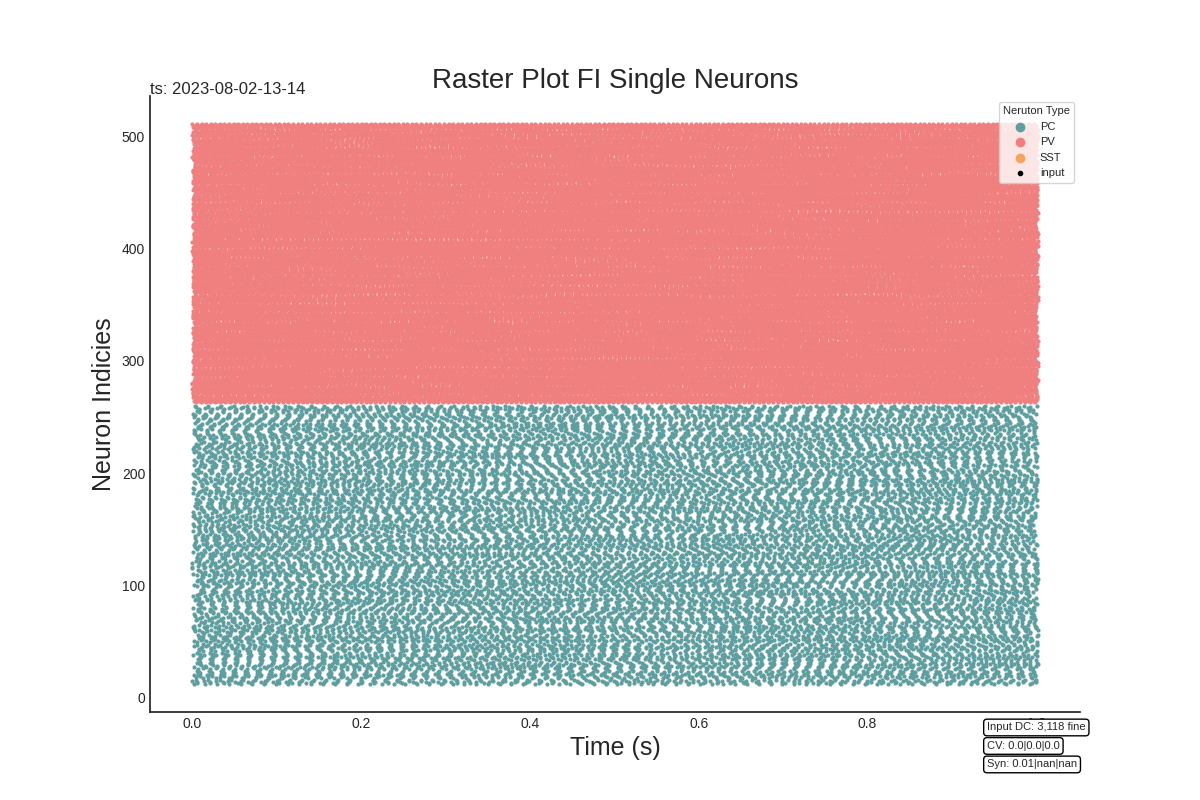 Raster Plot FI Single Neurons
ts: 2023-08-02-13-14
Neruton Type
PC
PV
SST
input
Neuron Indicies
500
400
300
200
100
0
0.0
0.2
0.4
0.6
0.8
Time (s)
Input DC: 3,118 fine
CV: 0.0|0.0|0.0
Syn: 0.01|nan|nan